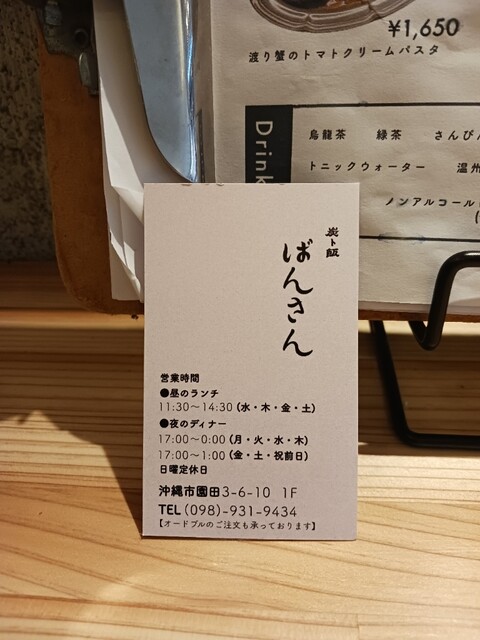 ¥1,650
渡り蟹のトマトクリームパスタ
Drink
烏龍茶 緑茶 さんぴん
トニックウォーター 温州
ノンアルコール
炭ト飯
ばんきん
営業時間
●昼のランチ
11:30～14:30 (水・木・金・土)
●夜のディナー
17:00～0:00 (月・火・水・木)
17:00～1:00 (金・土・祝前日)
日曜定休日
沖縄市園田3-6-10 1F
TEL (098)-931-9434
【オードブルのご注文も承っております】